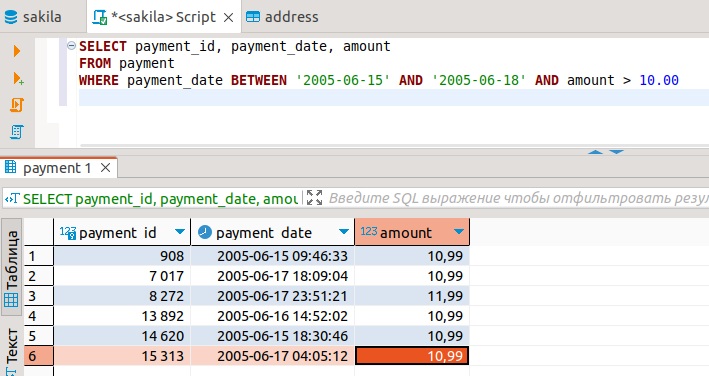 sakila *<sakila> Script address
SELECT payment_id, payment_date, amount
FROM payment
WHERE payment_date BETWEEN '2005-06-15' AND '2005-06-18' AND amount > 10.00
payment 1
SELECT payment_id, payment_date, amou Введите SQL выражение чтобы отфильтровать резул
Таблица
Текст
123 payment_id payment_date 123 amount
1 908 2005-06-15 09:46:33 10,99
2 7 017 2005-06-17 18:09:04 10,99
3 8 272 2005-06-17 23:51:21 11,99
4 13 892 2005-06-16 14:52:02 10,99
5 14 620 2005-06-15 18:30:46 10,99
6 15 313 2005-06-17 04:05:12 10,99